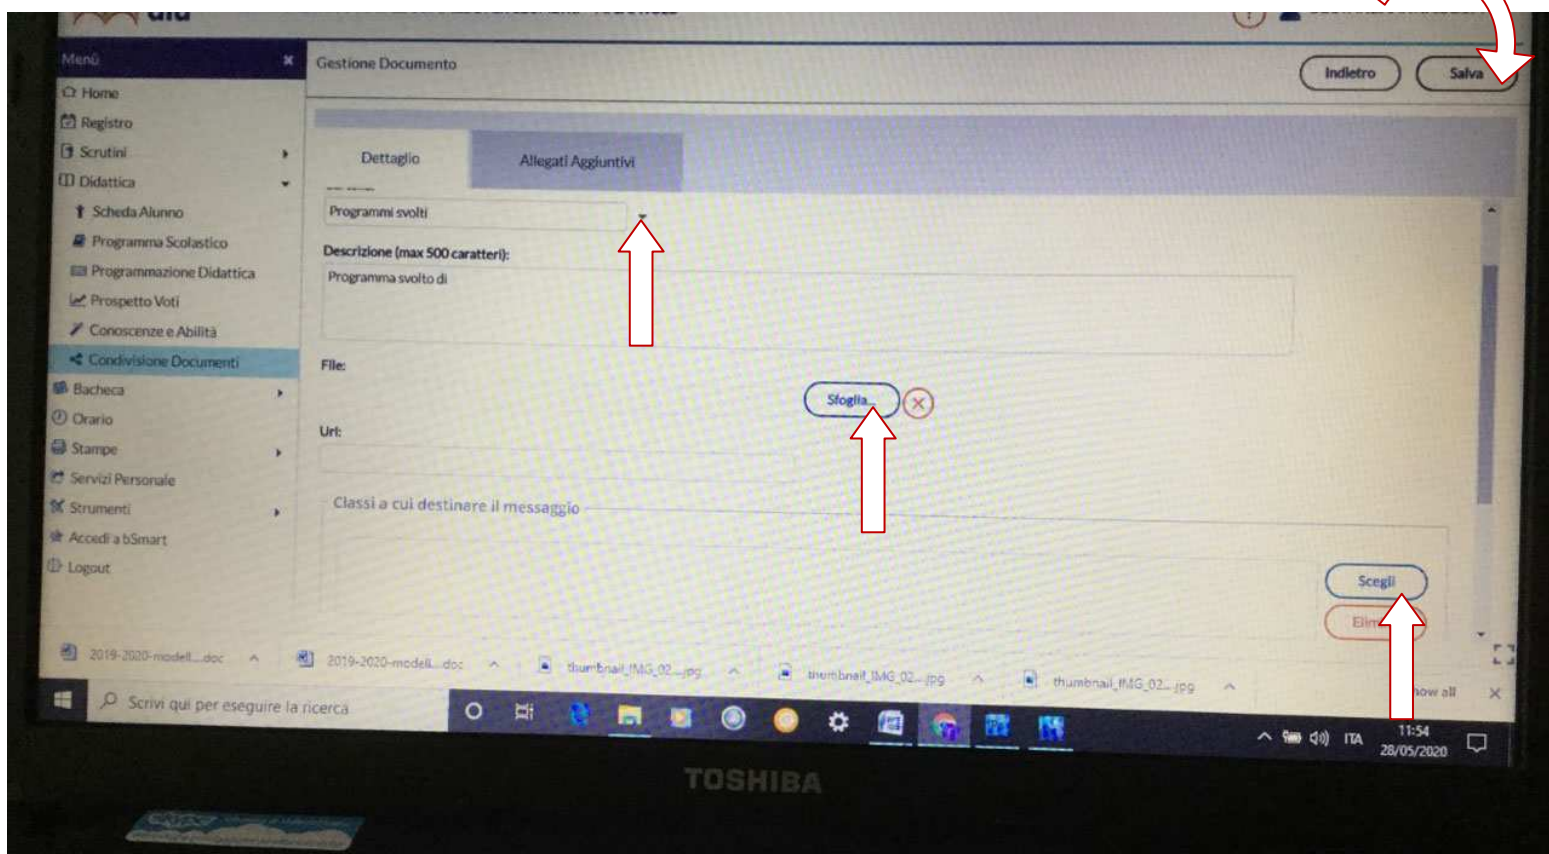 Menù
Gestione Documento
Indietro
Salva
Home
Registro
Scrutini
Didattica
Scheda Alunno
Programma Scolastico
Programmazione Didattica
Prospetto Voti
Conoscenze e Abilità
Condivisione Documenti
Bacheca
Orario
Stampe
Servizi Personale
Strumenti
Accedi a bSmart
Logout
Dettaglio
Allegati Aggiuntivi
Programmi svolti
Descrizione (max 500 caratteri):
Programma svolto di
File:
Sfoglia...
Url:
Classi a cui destinare il messaggio
Scegli
2019-2020-modell....doc
2019-2020-modell....doc
thumbnail_IMG_02....jpg
thumbnail_IMG_02....jpg
thumbnail_IMG_02....jpg
all
Scrivi qui per eseguire la ricerca
ITA
11:54
28/05/2020
TOSHIBA